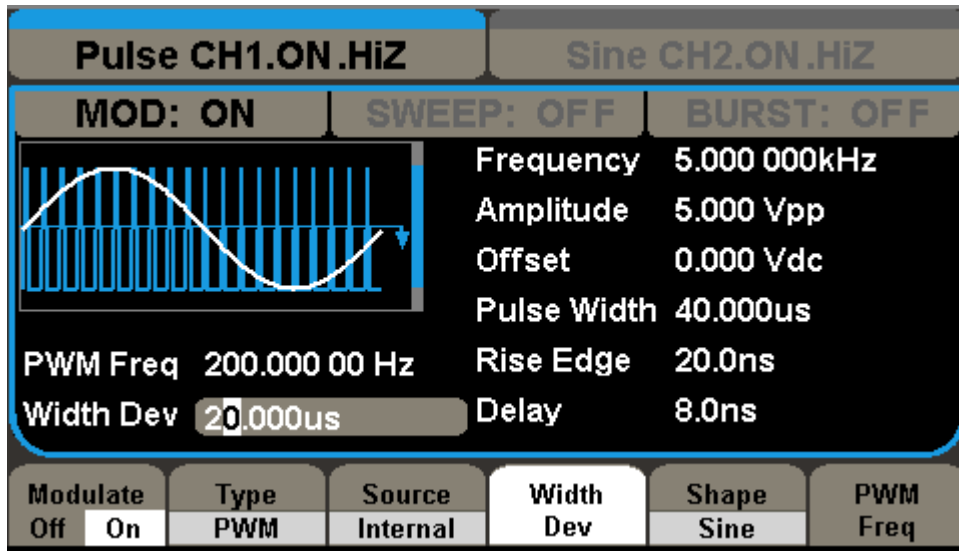 Pulse CH1.ON.HiZ
Sine CH2.ON.HiZ
MOD: ON
SWEEP: OFF
BURST: OFF
Frequency 5.000 000kHz
Amplitude 5.000 Vpp
Offset 0.000 Vdc
Pulse Width 40.000us
PWM Freq 200.000 00 Hz
Rise Edge 20.0ns
Width Dev 20.000us
Delay 8.0ns
Modulate
Off On
Type
PWM
Source
Internal
Width
Dev
Shape
Sine
PWM
Freq